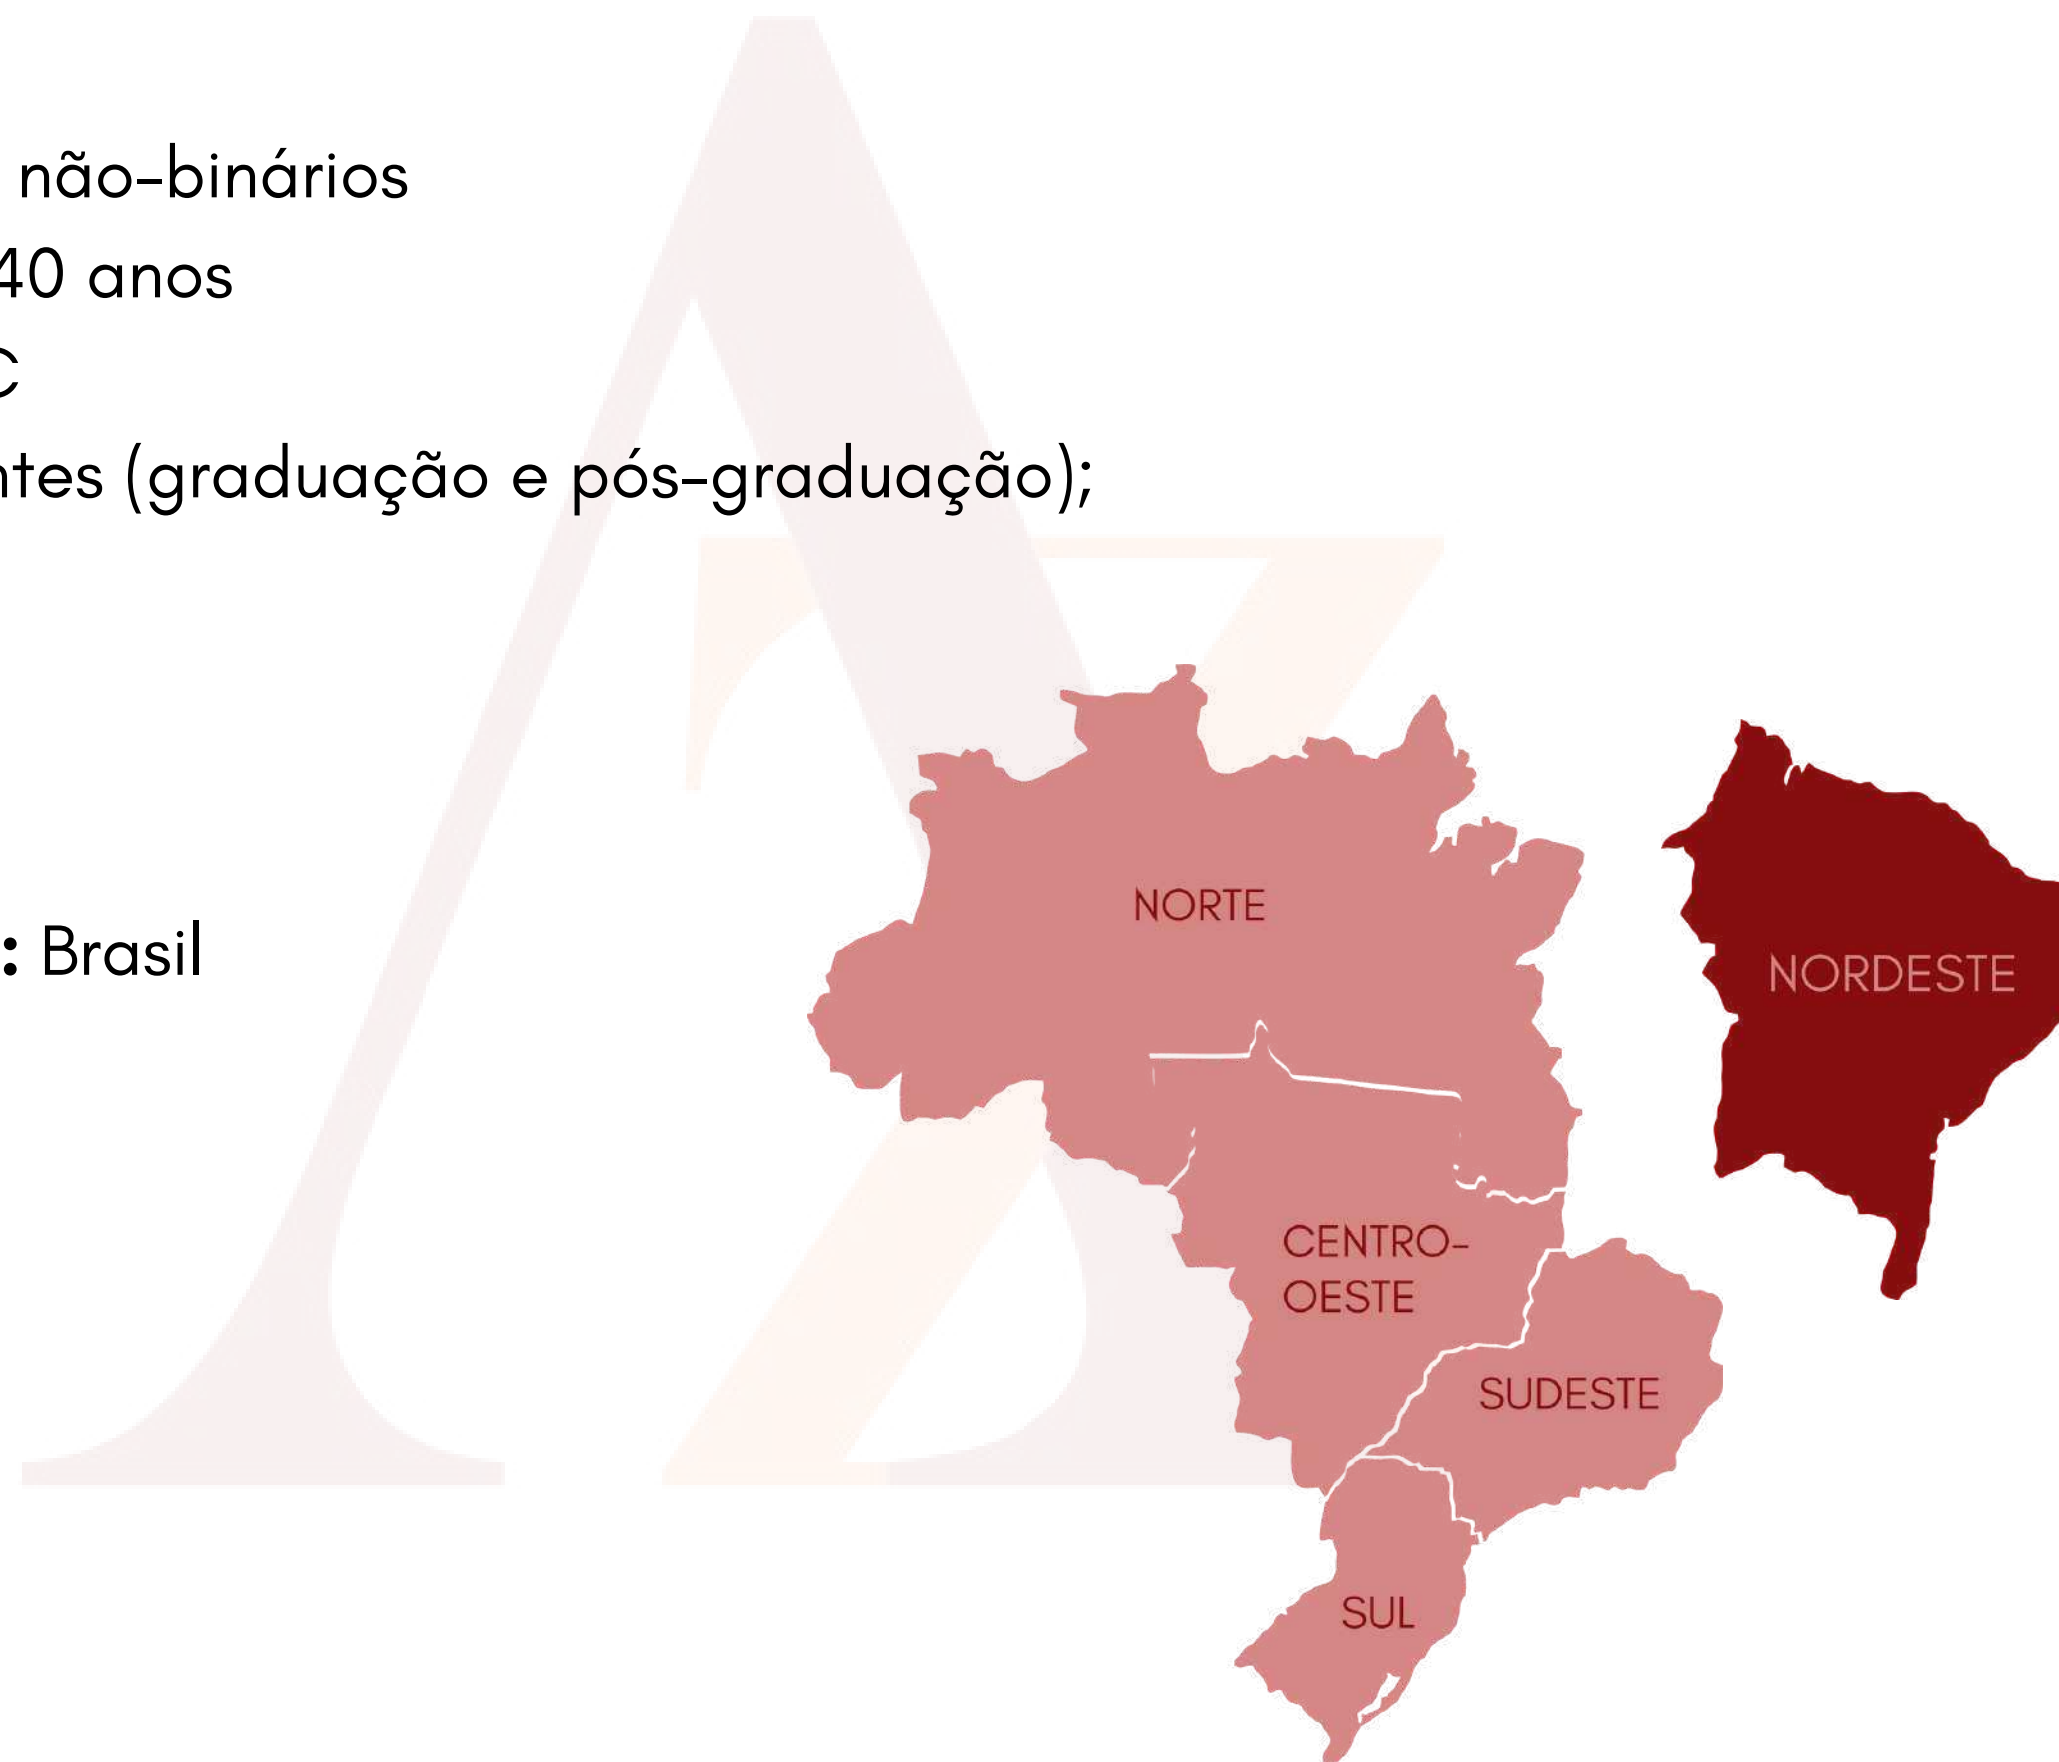 não-binários
40 anos
C
ntes (graduação e pós-graduação);
: Brasil
NORTE
NORDESTE
CENTRO-
OESTE
SUDESTE
SUL